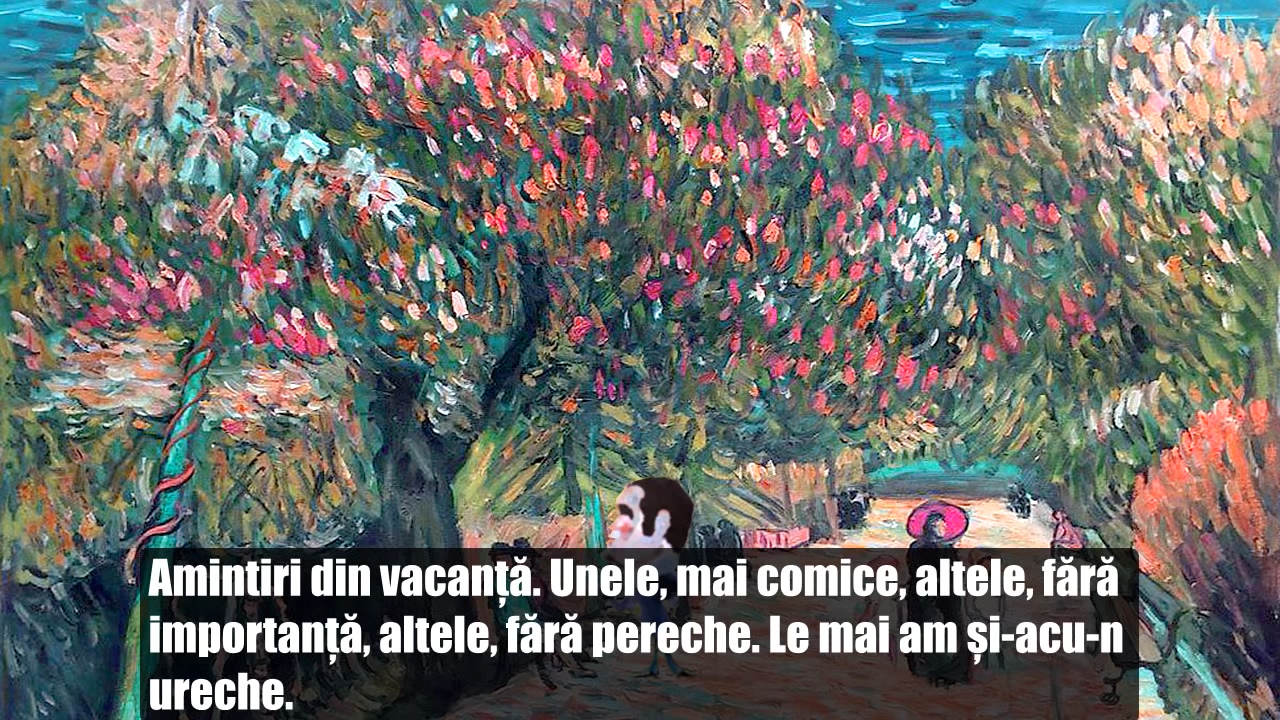 Amintiri din vacanță. Unele, mai comice, altele, fără
importanță, altele, fără pereche. Le mai am și-acu-n
ureche.